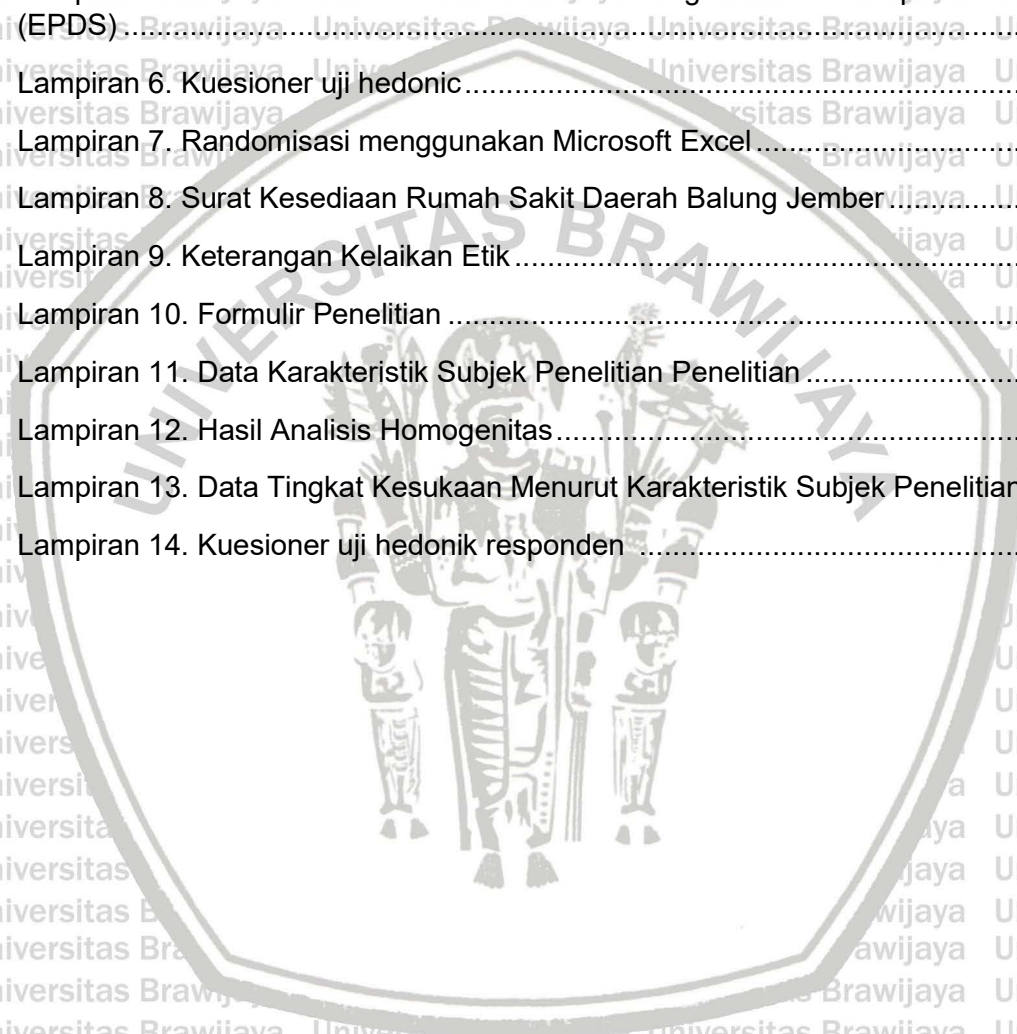 (EPDS)
Lampiran 6. Kuesioner uji hedonic
Lampiran 7. Randomisasi menggunakan Microsoft Excel
Lampiran 8. Surat Kesediaan Rumah Sakit Daerah Balung Jember
Lampiran 9. Keterangan Kelaikan Etik
Lampiran 10. Formulir Penelitian
Lampiran 11. Data Karakteristik Subjek Penelitian Penelitian
Lampiran 12. Hasil Analisis Homogenitas
Lampiran 13. Data Tingkat Kesukaan Menurut Karakteristik Subjek Penelitian
Lampiran 14. Kuesioner uji hedonik responden
UNIVERSITAS BRAWIJAYA